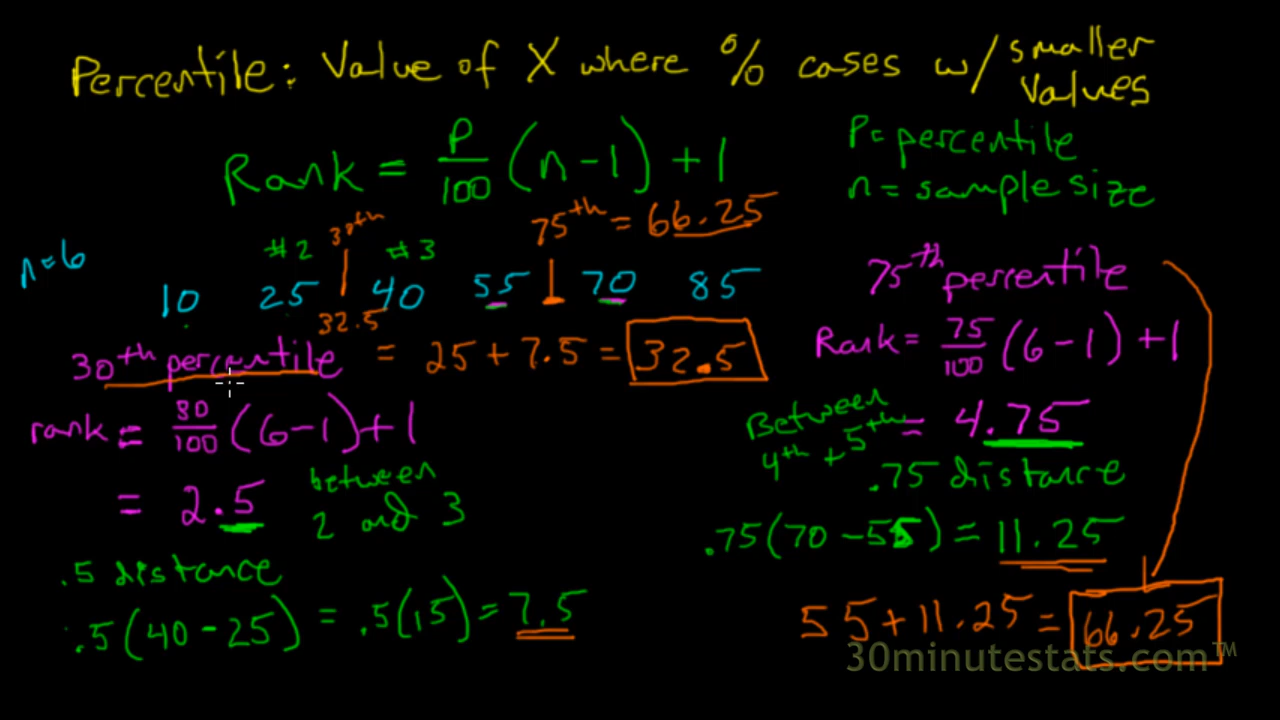 Percentile: Value of X where % cases w/ smaller values
Rank = P/100 (n-1) + 1
P = percentile
n = sample size
n = 6
#2 30th #3
75th = 66.25
10 25 40 55 70 85
32.5
30th percentile = 25 + 7.5 = 32.5
rank = 30/100 (6-1) + 1
= 2.5
between
2 and 3
.5 distance
.5(40-25) = .5(15) = 7.5
75th percentile
Rank = 75/100 (6-1) + 1
= 4.75
Between
4th + 5th
.75 distance
.75(70-55) = 11.25
55 + 11.25 = 66.25
30minutestats.com™